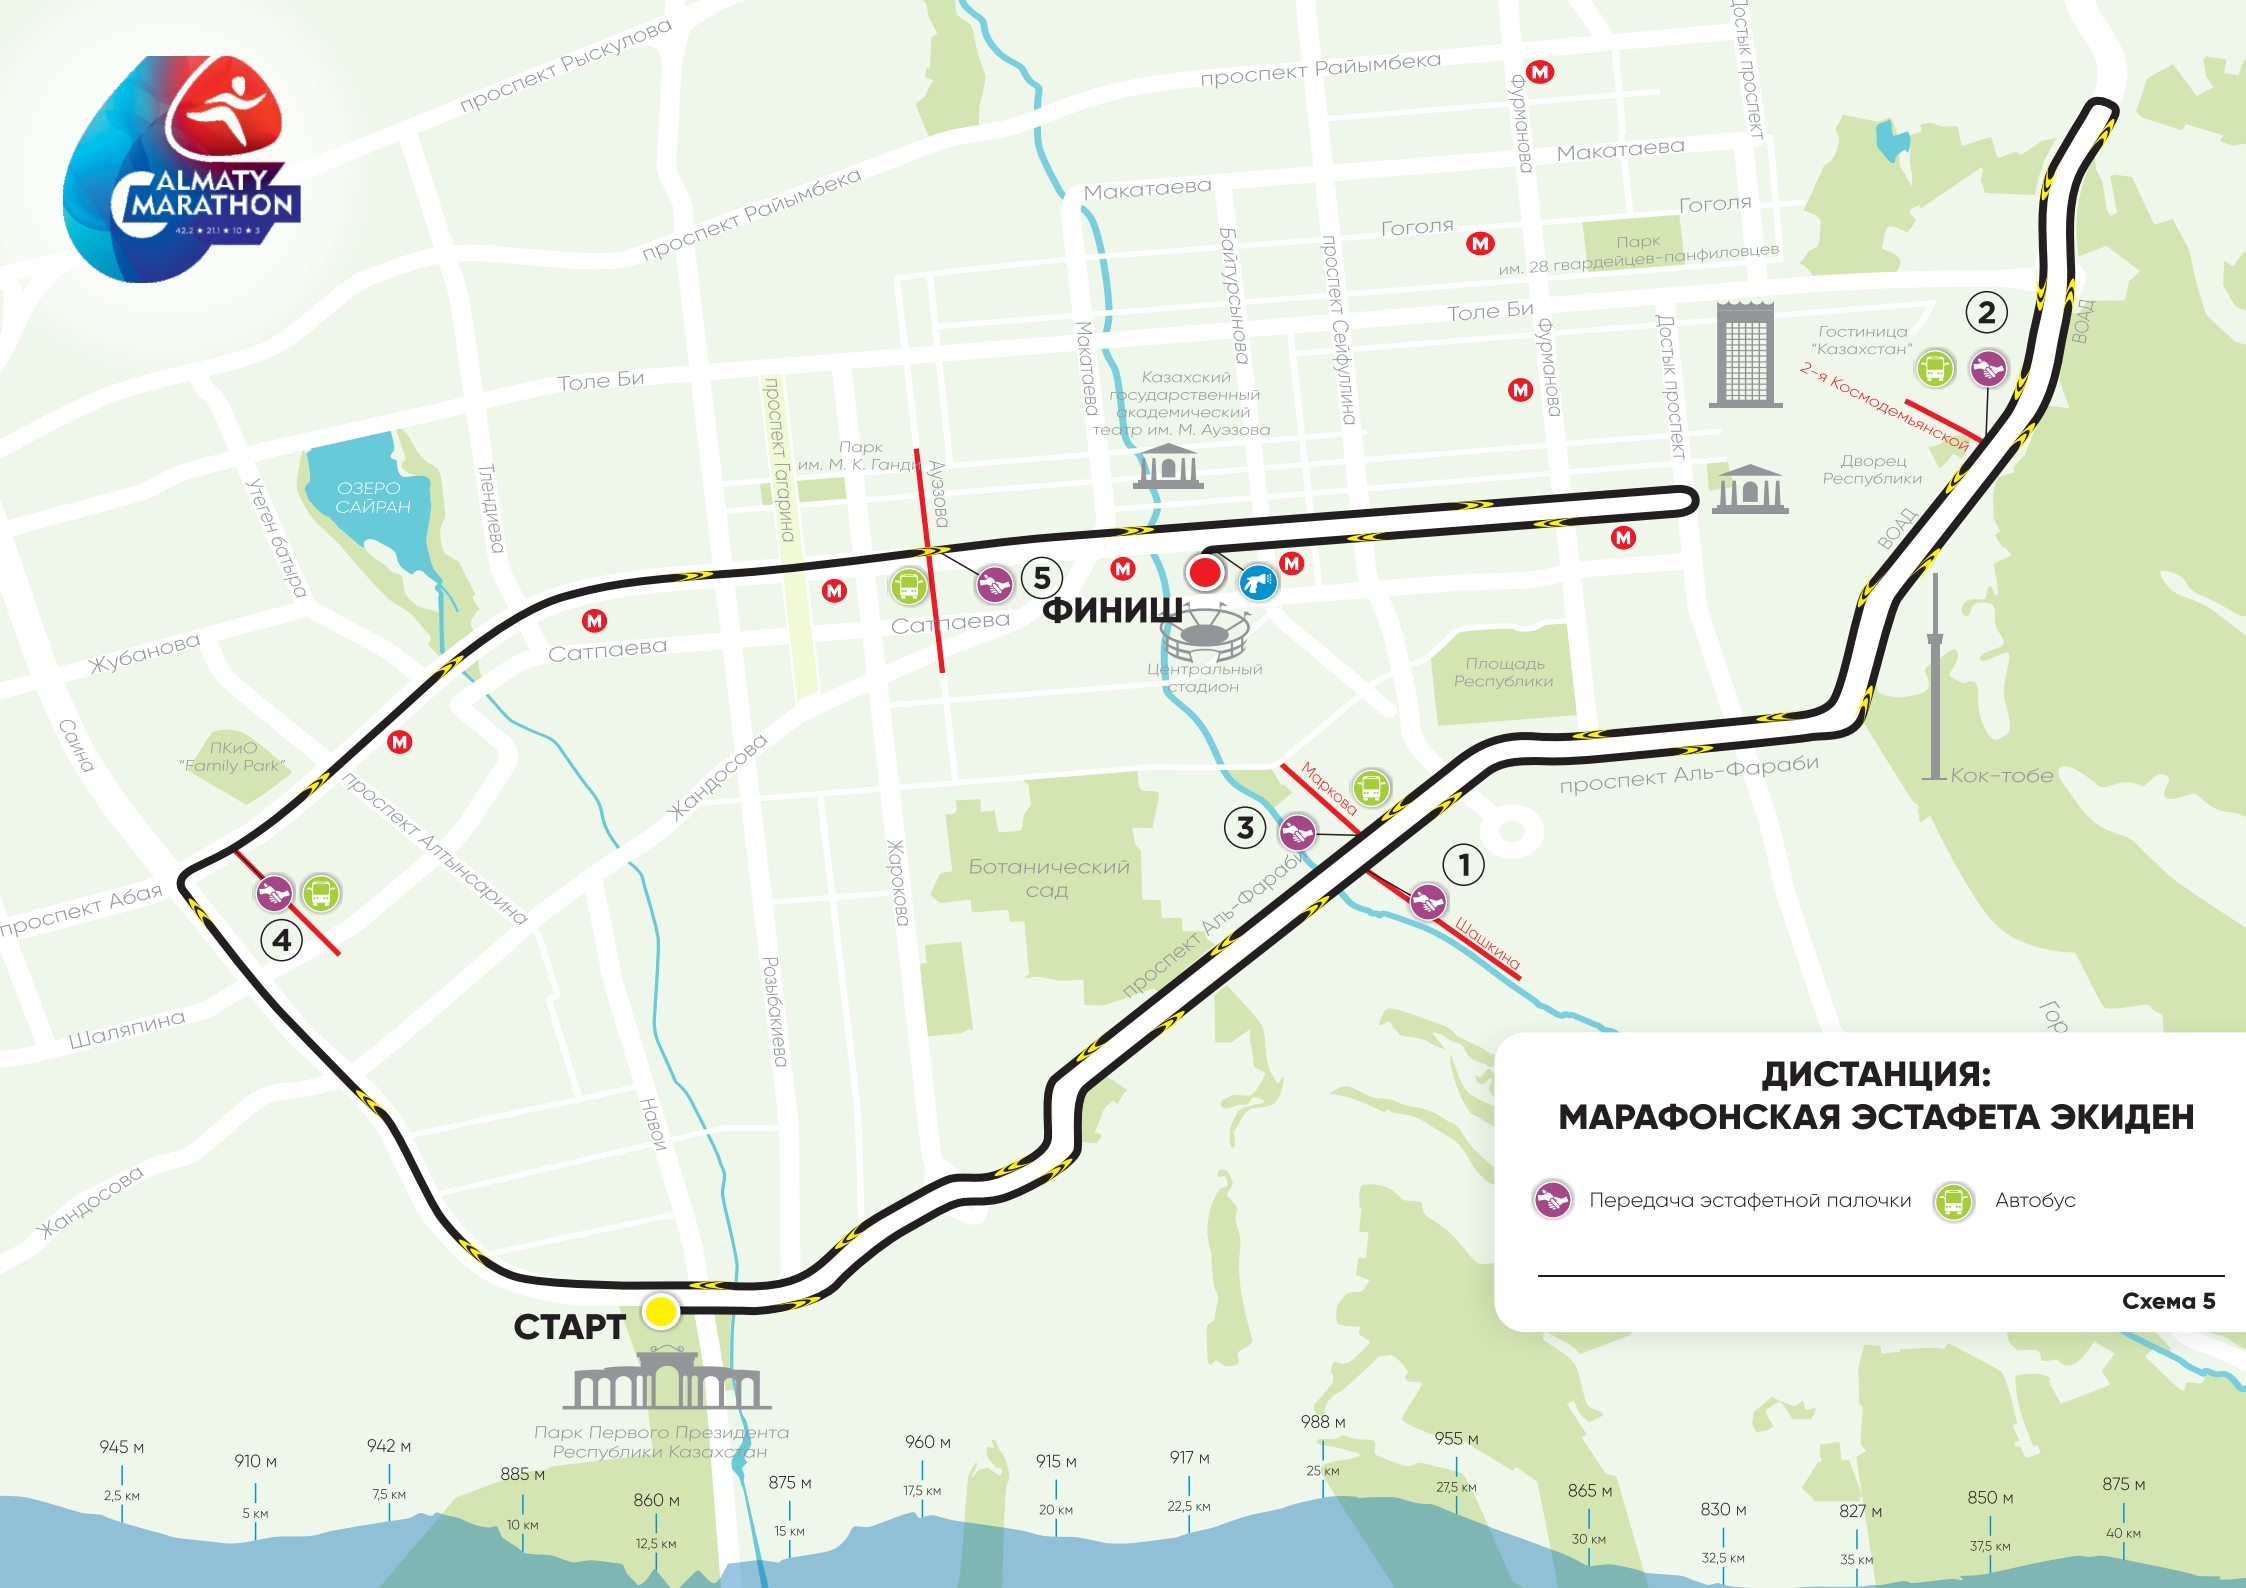 ALMATY
MARATHON
42.2 ★ 21.1 ★ 10 ★ 3
проспект Рыскулова
проспект Райымбека
проспект Райымбека
Достык проспект
Фурманова
Макатаева
Макатаева
Гоголя
Гоголя
Парк
им. 28 гвардейцев-панфиловцев
Байтурсынова
проспект Сейфуллина
Толе Би
Толе Би
Макатаева
Фурманова
Достык проспект
Гостиница
"Казахстан"
2
ВОАД
2-я Космодемьянской
Дворец
Республики
ВОАД
Казахский
государственный
академический
театр им. М. Ауэзова
проспект Гагарина
Парк
им. М. К. Ганди
Ауэзова
ОЗЕРО
САЙРАН
Тлендиева
Утеген батыра
Жубанова
Сатпаева
Сатпаева
5
ФИНИШ
Центральный
стадион
Площадь
Республики
Саина
ПКиО
"Family Park"
проспект Алтынсарина
Жандосова
проспект Аль-Фараби
Кок-тобе
Маркова
3
1
Шашкина
Ботанический
сад
проспект Аль-Фараби
Жарокова
проспект Абая
4
Шаляпина
Розыбакиева
Навои
Жандосова
Гор
СТАРТ
Парк Первого Президента
Республики Казахстан
ДИСТАНЦИЯ:
МАРАФОНСКАЯ ЭСТАФЕТА ЭКИДЕН
Передача эстафетной палочки
Автобус
Схема 5
M
M
M
M
M
M
M
M
M
945 м
2,5 км
910 м
5 км
942 м
7,5 км
885 м
10 км
860 м
12,5 км
875 м
15 км
960 м
17,5 км
915 м
20 км
917 м
22,5 км
988 м
25 км
955 м
27,5 км
865 м
30 км
830 м
32,5 км
827 м
35 км
850 м
37,5 км
875 м
40 км